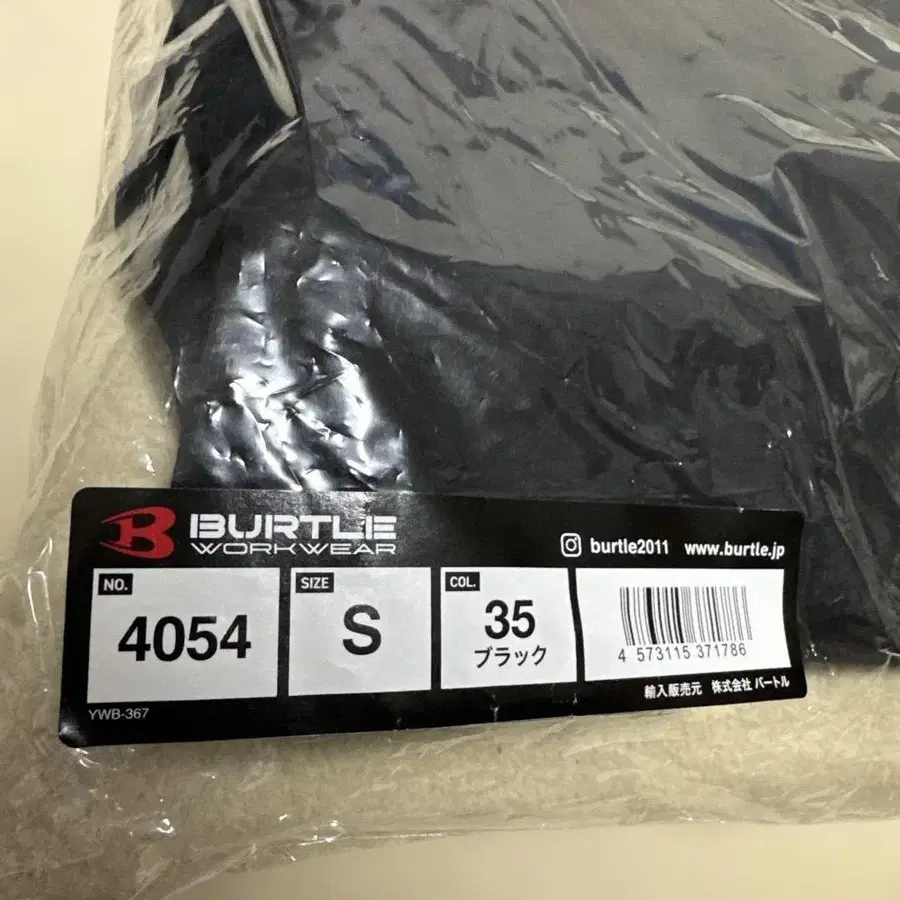 BURTLE
WORKWEAR
burtle2011 www.burtle.jp
NO.
4054
SIZE
S
COL.
35
ブラック
4 573115 371786
YWB-367
輸入販売元 株式会社 バートル